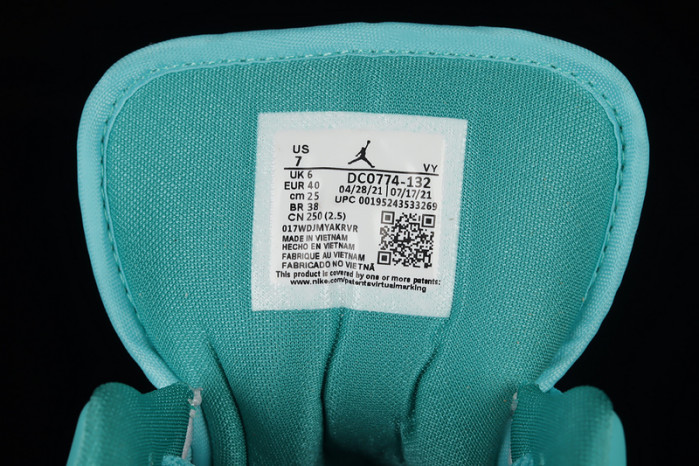 US
7
VY
UK 6
EUR 40
cm 25
BR 38
CN 250 (2.5)
DC0774-132
04/28/21 | 07/17/21
UPC 00195243533269
017WDJMYAKRVR
MADE IN VIETNAM
HECHO EN VIETNAM
FABRIQUE AU VIETNAM
FABRICADO NO VIETNÃ
This product is covered by one or more patents:
www.nike.com/patentsvirtualmarking